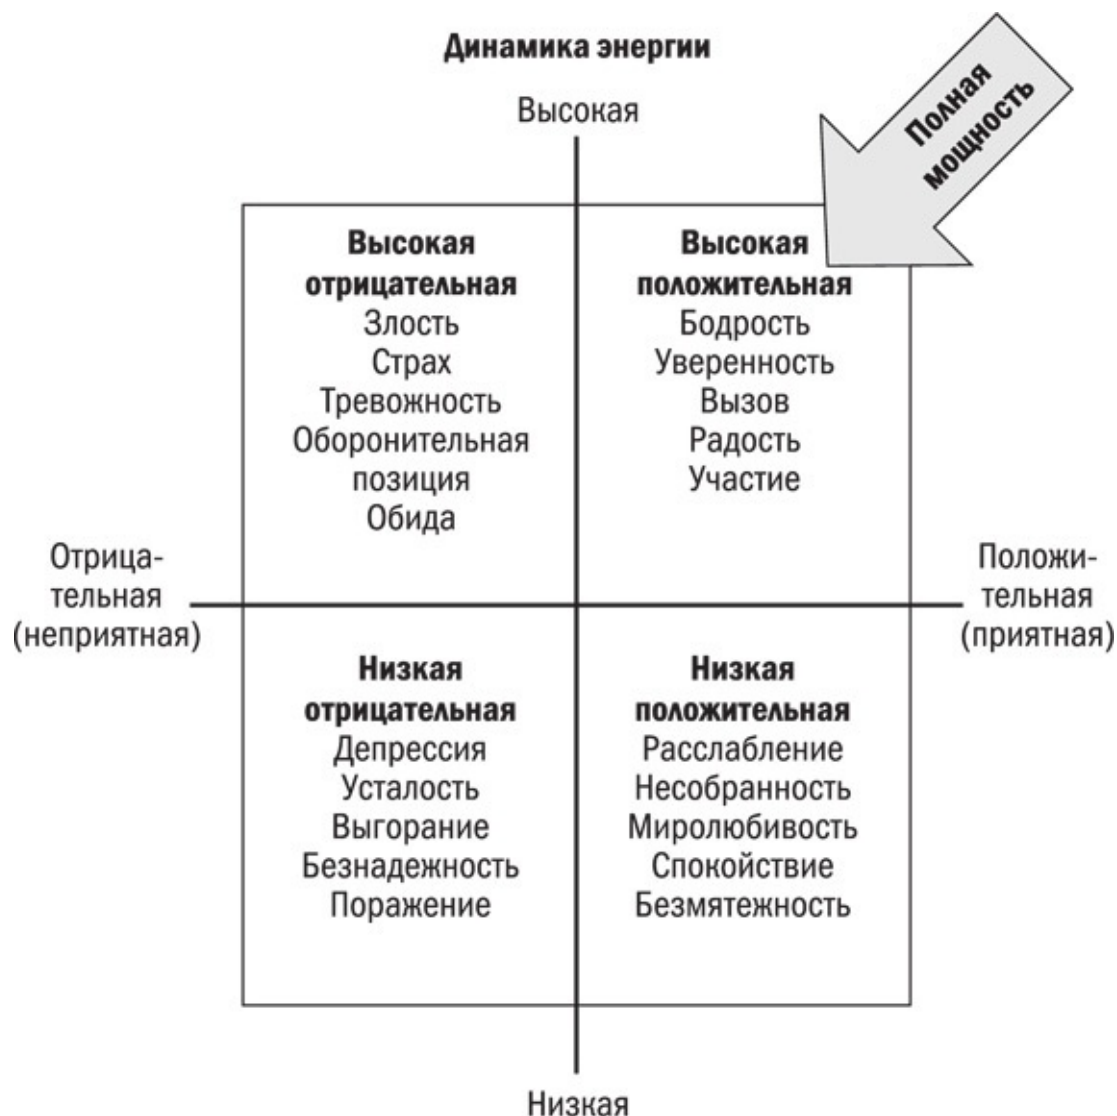 Динамика энергии
Высокая
Полная
мощность
Высокая
отрицательная
Злость
Страх
Тревожность
Оборонительная
позиция
Обида
Высокая
положительная
Бодрость
Уверенность
Вызов
Радость
Участие
Отрица-
тельная
(неприятная)
Положи-
тельная
(приятная)
Низкая
отрицательная
Депрессия
Усталость
Выгорание
Безнадежность
Поражение
Низкая
положительная
Расслабление
Несобранность
Миролюбивость
Спокойствие
Безмятежность
Низкая